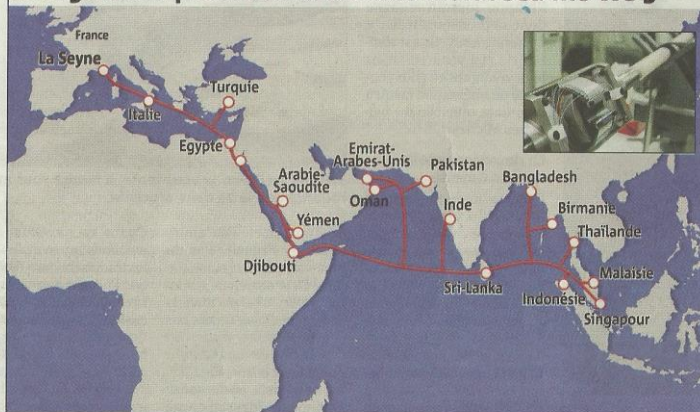 France
La Seyne
Italie
Turquie
Egypte
Arabie-
Saoudite
Yémen
Djibouti
Emirat-
Arabes-Unis
Oman
Pakistan
Inde
Sri-Lanka
Bangladesh
Birmanie
Thaïlande
Malaisie
Indonésie
Singapour